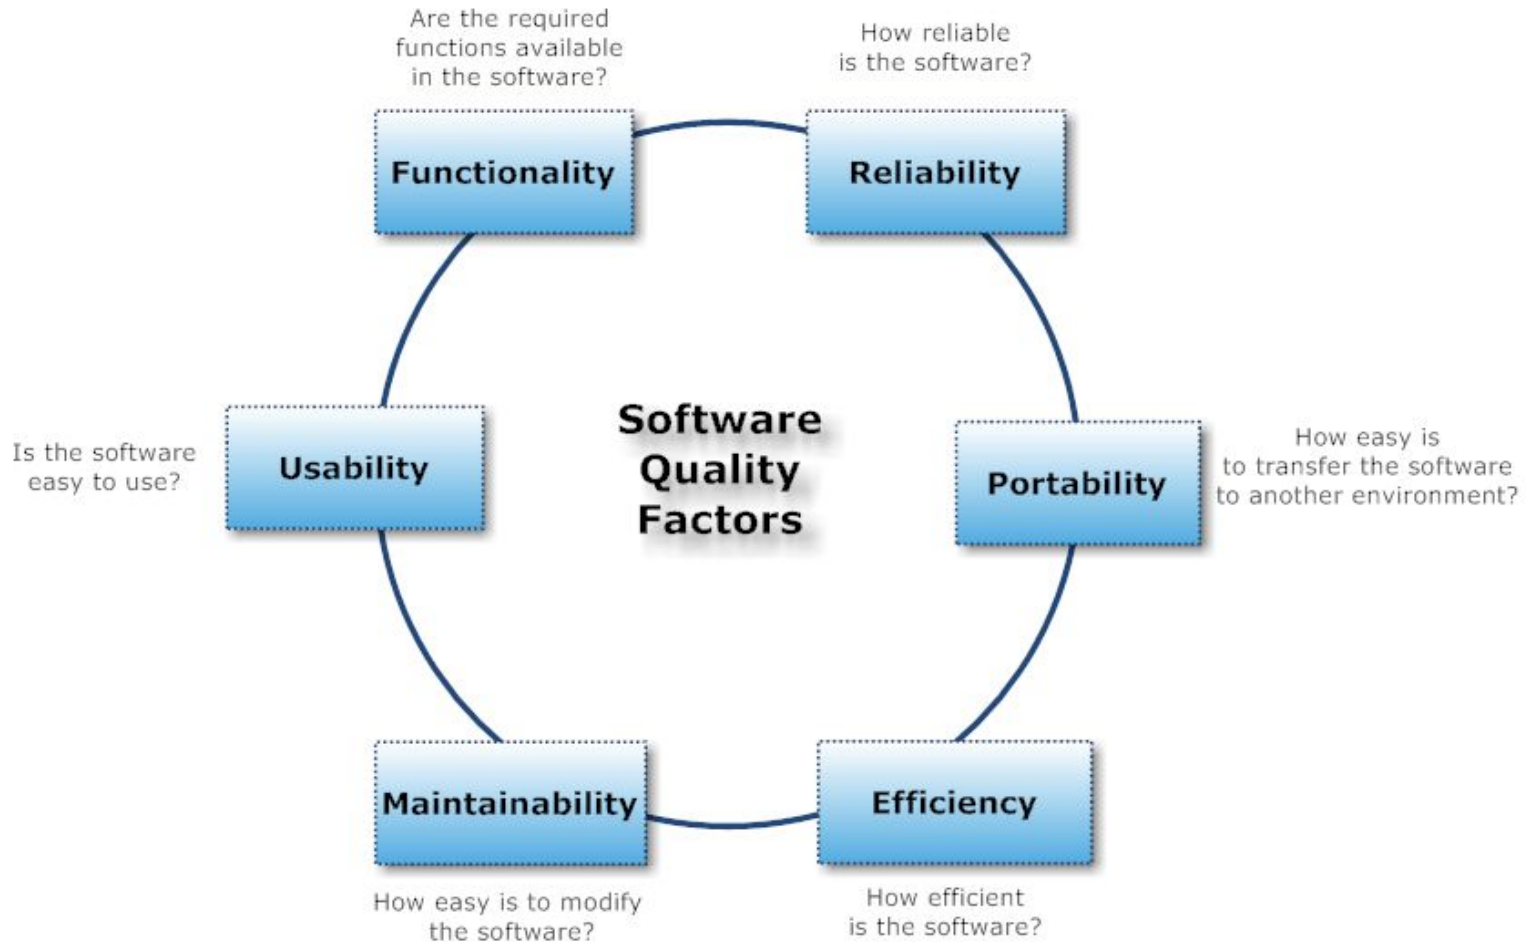 Are the required
functions available
in the software?
How reliable
is the software?
Functionality
Reliability
Software
Quality
Factors
Is the software
easy to use?
Usability
Portability
How easy is
to transfer the software
to another environment?
Maintainability
Efficiency
How easy is to modify
the software?
How efficient
is the software?